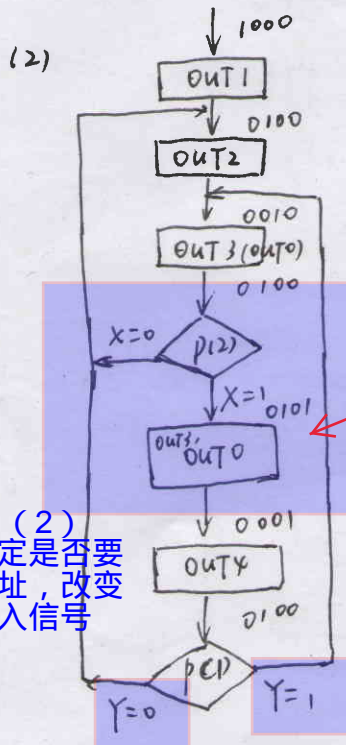 1000
(2)
OUT1
0100
OUT2
0010
OUT3(OUT0)
0100
X=0
P(2)
X=1
0101
OUT3,
OUT0
(2)
定是否要
0001
址，改变
OUT4
入信号
0100
P(1)
Y=0
Y=1